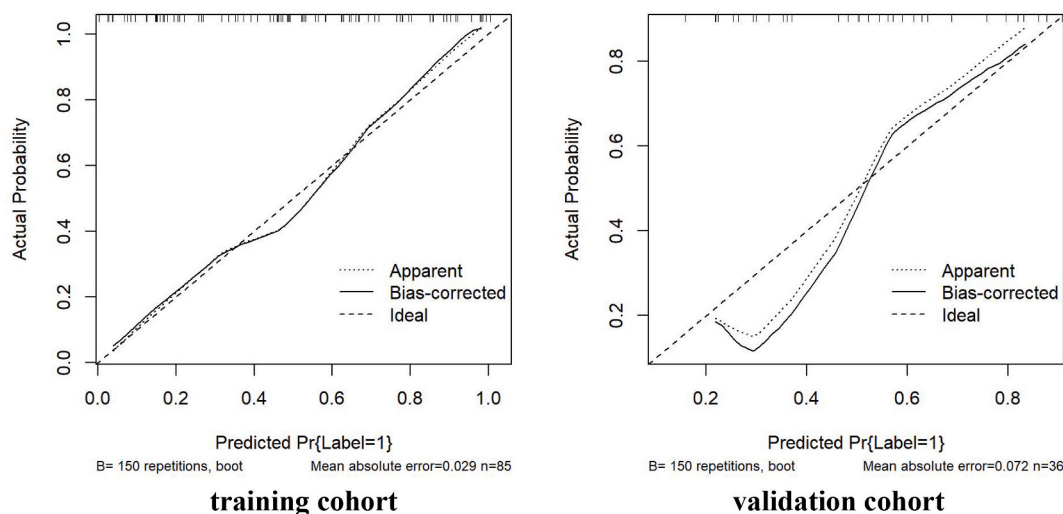 1.0
0.8
0.6
0.4
0.2
0.0
Actual Probability
Apparent
Bias-corrected
Ideal
0.0 0.2 0.4 0.6 0.8 1.0
Predicted Pr{Label=1}
B= 150 repetitions, boot Mean absolute error=0.029 n=85
training cohort
0.8
0.6
0.4
0.2
Actual Probability
Apparent
Bias-corrected
Ideal
0.2 0.4 0.6 0.8
Predicted Pr{Label=1}
B= 150 repetitions, boot Mean absolute error=0.072 n=36
validation cohort